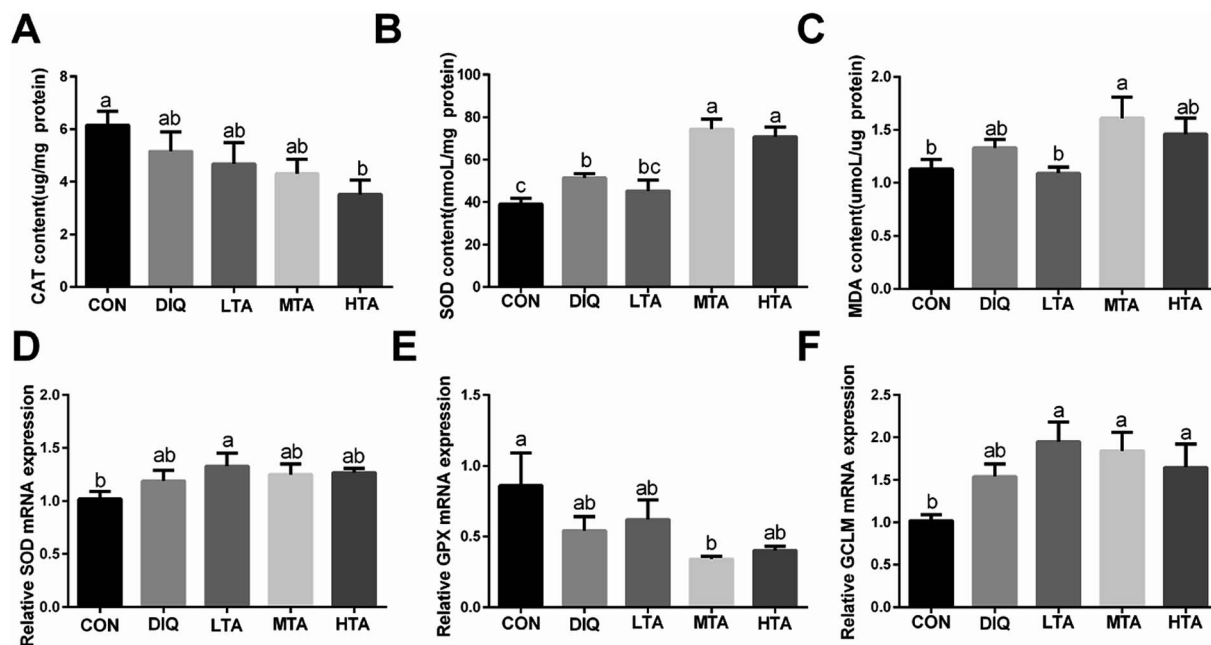 A
CAT content(ug/mg protein)
8
6
4
2
0
a
ab
ab
ab
b
CON DIQ LTA MTA HTA
B
SOD content(nmoL/mg protein)
100
80
60
40
20
0
c
b
bc
a
a
CON DIQ LTA MTA HTA
C
MDA content(umoL/ug protein)
2.0
1.5
1.0
0.5
0.0
b
ab
b
a
ab
CON DIQ LTA MTA HTA
D
Relative SOD mRNA expression
2.0
1.5
1.0
0.5
0.0
b
ab
a
ab
ab
CON DIQ LTA MTA HTA
E
Relative GPX mRNA expression
1.5
1.0
0.5
0.0
a
ab
ab
b
ab
CON DIQ LTA MTA HTA
F
Relative GCLM mRNA expression
2.5
2.0
1.5
1.0
0.5
0.0
b
ab
a
a
a
CON DIQ LTA MTA HTA